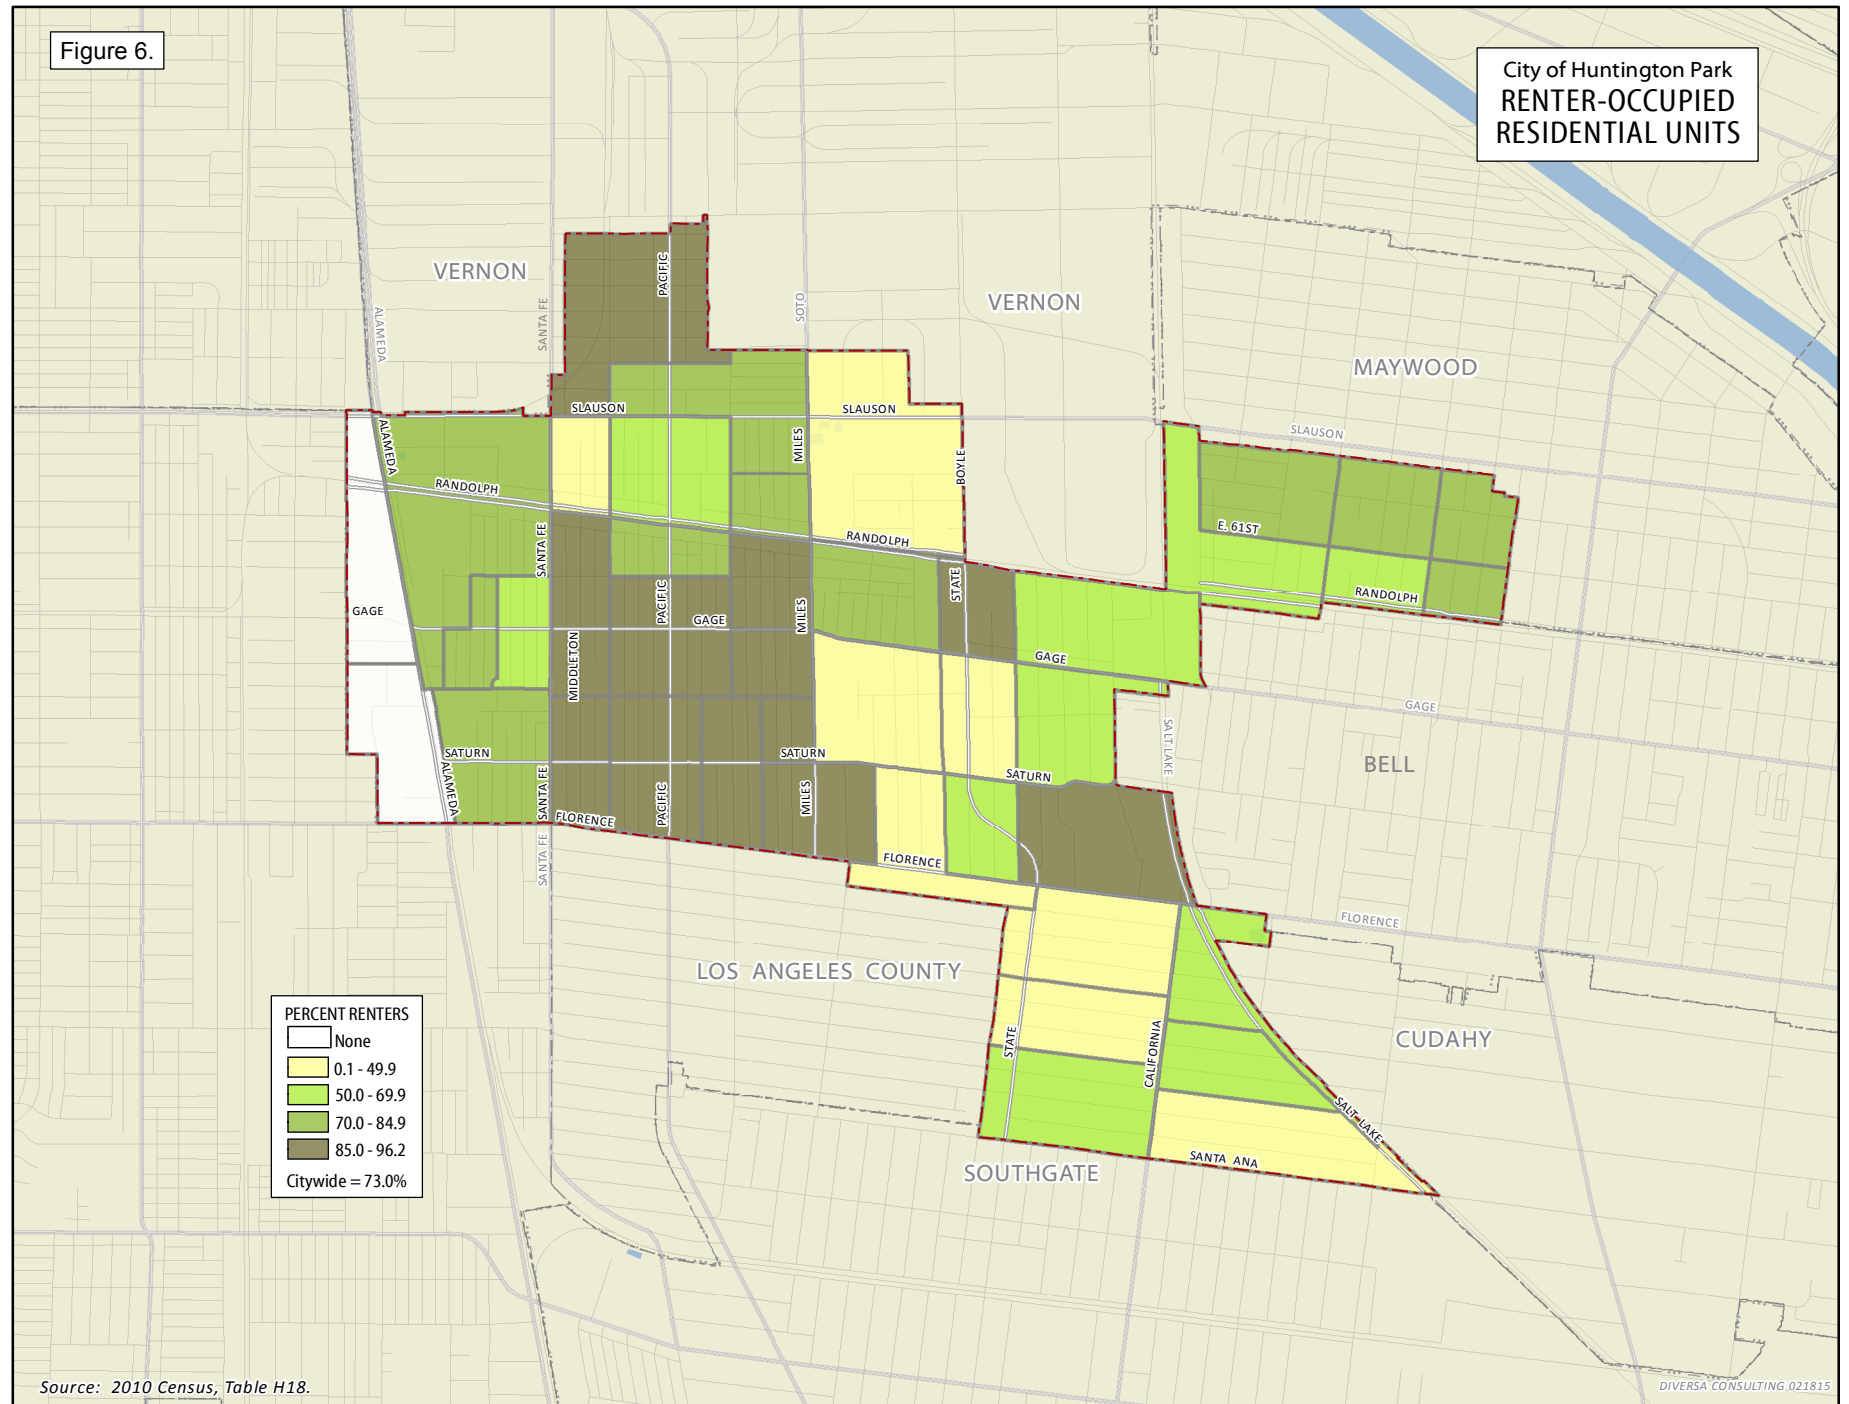 Figure 6.
City of Huntington Park
RENTER-OCCUPIED
RESIDENTIAL UNITS
VERNON
VERNON
MAYWOOD
BELL
LOS ANGELES COUNTY
CUDAHY
SOUTHGATE
PACIFIC
SANTA FE
SOTO
ALAMEDA
SLAUSON
SLAUSON
SLAUSON
ALAMEDA
MILES
BOYLE
RANDOLPH
RANDOLPH
E. 61ST
RANDOLPH
SANTA FE
STATE
PACIFIC
MILES
GAGE
GAGE
GAGE
GAGE
MIDDLETON
SALT LAKE
SATURN
SATURN
SATURN
ALAMEDA
SANTA FE
PACIFIC
MILES
FLORENCE
SANTA FE
FLORENCE
FLORENCE
STATE
CALIFORNIA
SALT LAKE
SANTA ANA
PERCENT RENTERS
None
0.1 - 49.9
50.0 - 69.9
70.0 - 84.9
85.0 - 96.2
Citywide = 73.0%
Source: 2010 Census, Table H18.
DIVERSA CONSULTING 021815